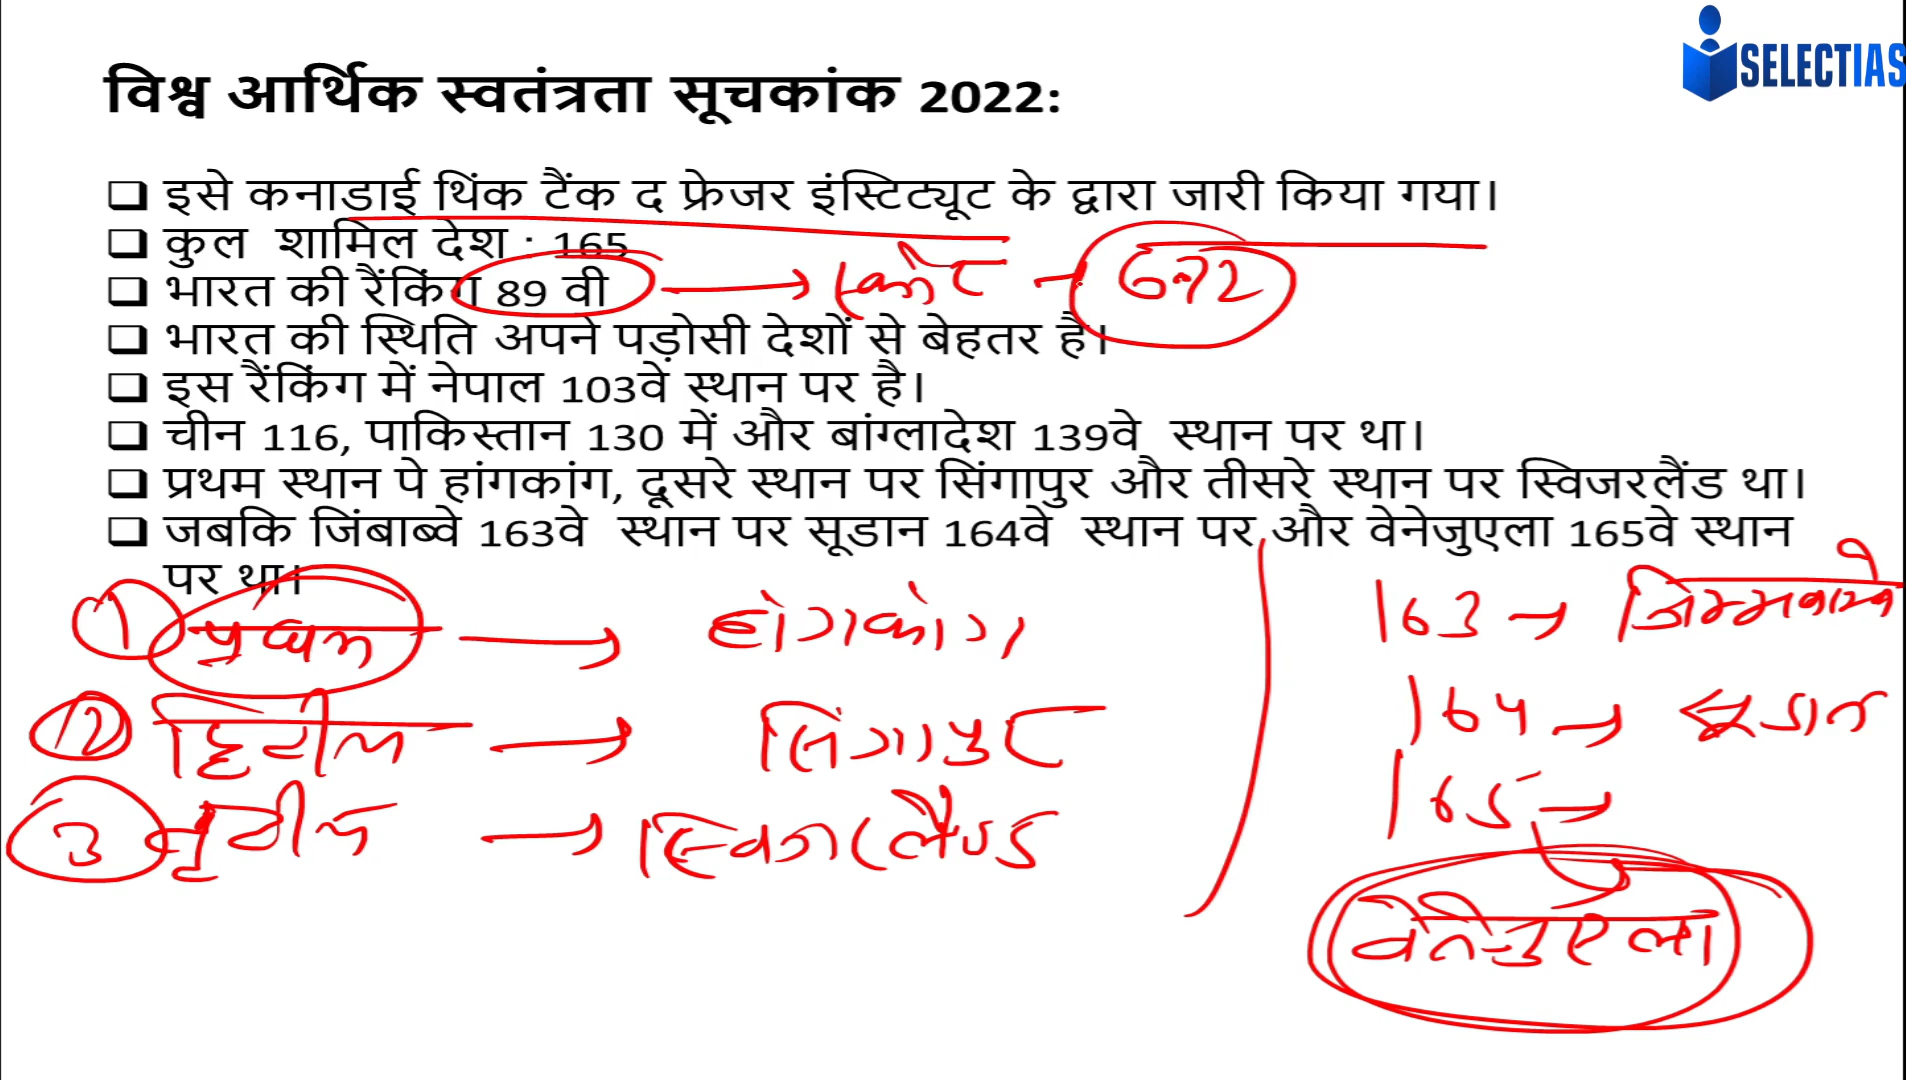 SELECTIAS
विश्व आर्थिक स्वतंत्रता सूचकांक 2022:
❑ इसे कनाडाई थिंक टैंक द फ्रेजर इंस्टिट्यूट के द्वारा जारी किया गया।
❑ कुल शामिल देश : 165
❑ भारत की रैंकिंग 89 वी → स्कोर → 6.72
❑ भारत की स्थिति अपने पड़ोसी देशों से बेहतर है।
❑ इस रैंकिंग में नेपाल 103वे स्थान पर है।
❑ चीन 116, पाकिस्तान 130 में और बांग्लादेश 139वे स्थान पर था।
❑ प्रथम स्थान पे हांगकांग, दूसरे स्थान पर सिंगापुर और तीसरे स्थान पर स्विजरलैंड था।
❑ जबकि जिंबाब्वे 163वे स्थान पर सूडान 164वे स्थान पर और वेनेजुएला 165वे स्थान
पर था।
1 प्रथम → हांगकांग
2 → सिंगापुर
3 →
163 →
164 → सूडान
165 →
वेनेजुएला